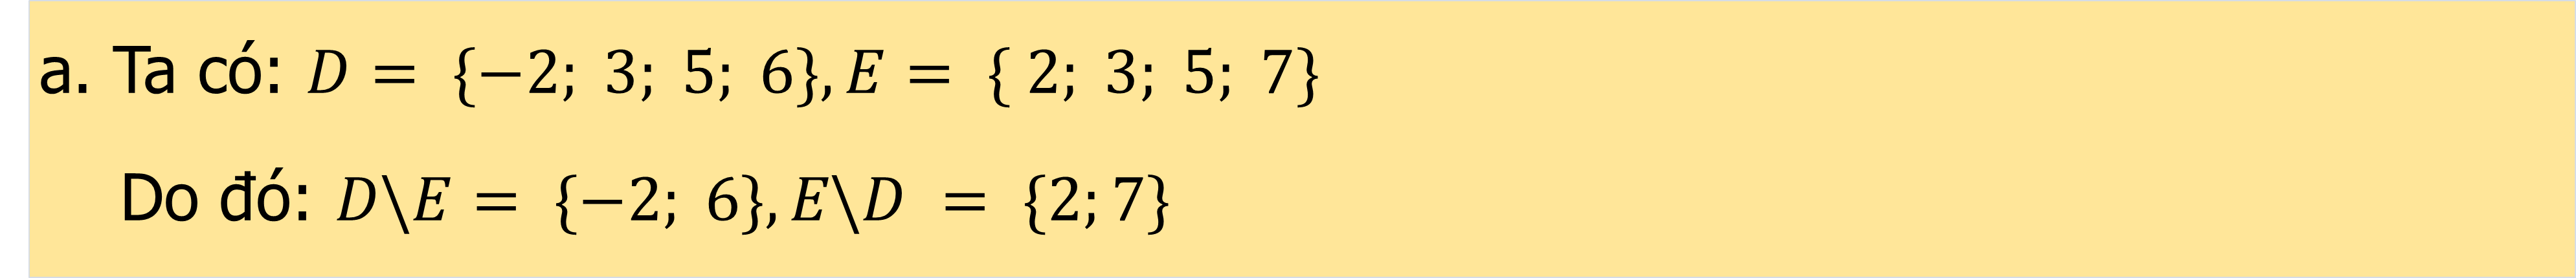 a. Ta có: D = {−2; 3; 5; 6}, E = { 2; 3; 5; 7}
Do đó: D\E = {−2; 6}, E\D = {2; 7}